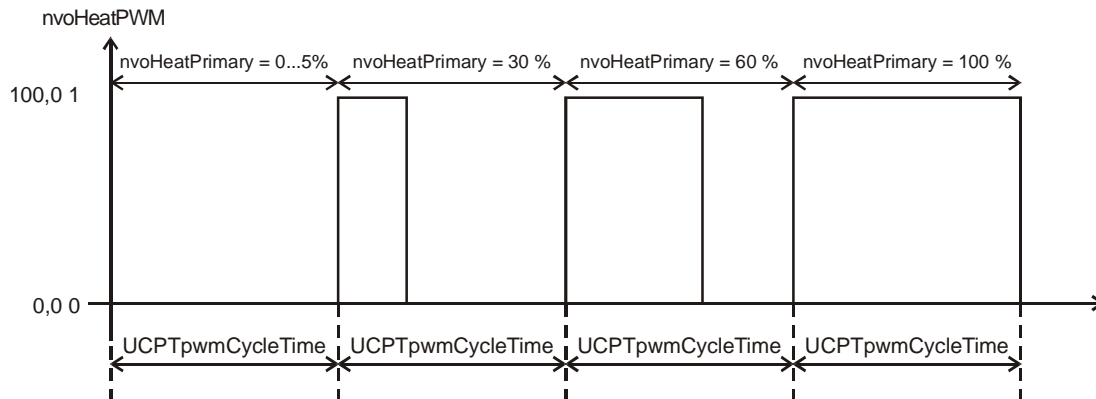 nvoHeatPWM
nvoHeatPrimary = 0...5% nvoHeatPrimary = 30 % nvoHeatPrimary = 60 % nvoHeatPrimary = 100 %
100,0 1
0,0 0
UCPTpwmCycleTime UCPTpwmCycleTime UCPTpwmCycleTime UCPTpwmCycleTime